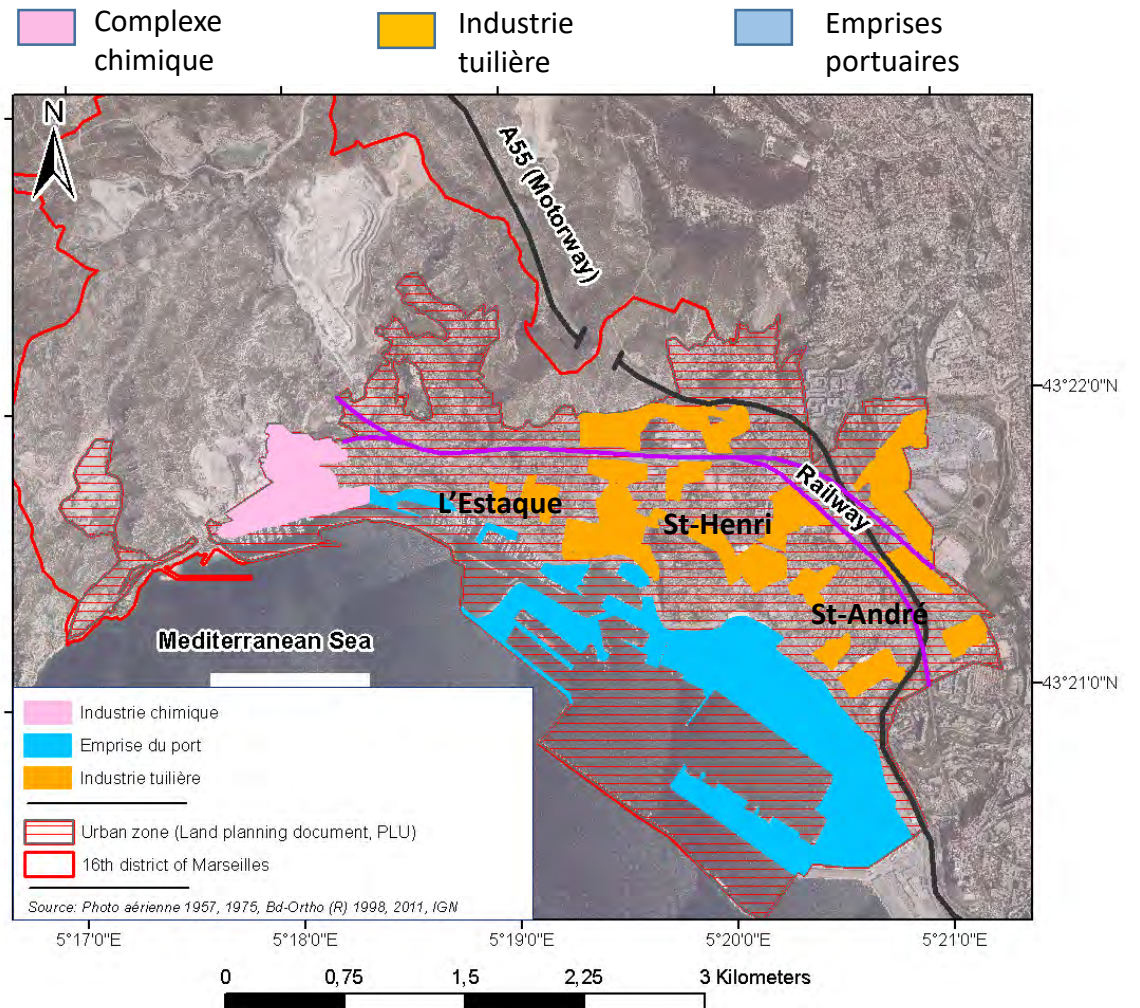 Complexe
chimique
Industrie
tuilière
Emprises
portuaires
N
A55 (Motorway)
43°22'0"N
Railway
L'Estaque
St-Henri
St-André
Mediterranean Sea
43°21'0"N
Industrie chimique
Emprise du port
Industrie tuilière
Urban zone (Land planning document, PLU)
16th district of Marseilles
Source: Photo aérienne 1957, 1975, Bd-Ortho (R) 1998, 2011, IGN
5°17'0"E 5°18'0"E 5°19'0"E 5°20'0"E 5°21'0"E
0 0,75 1,5 2,25 3 Kilometers